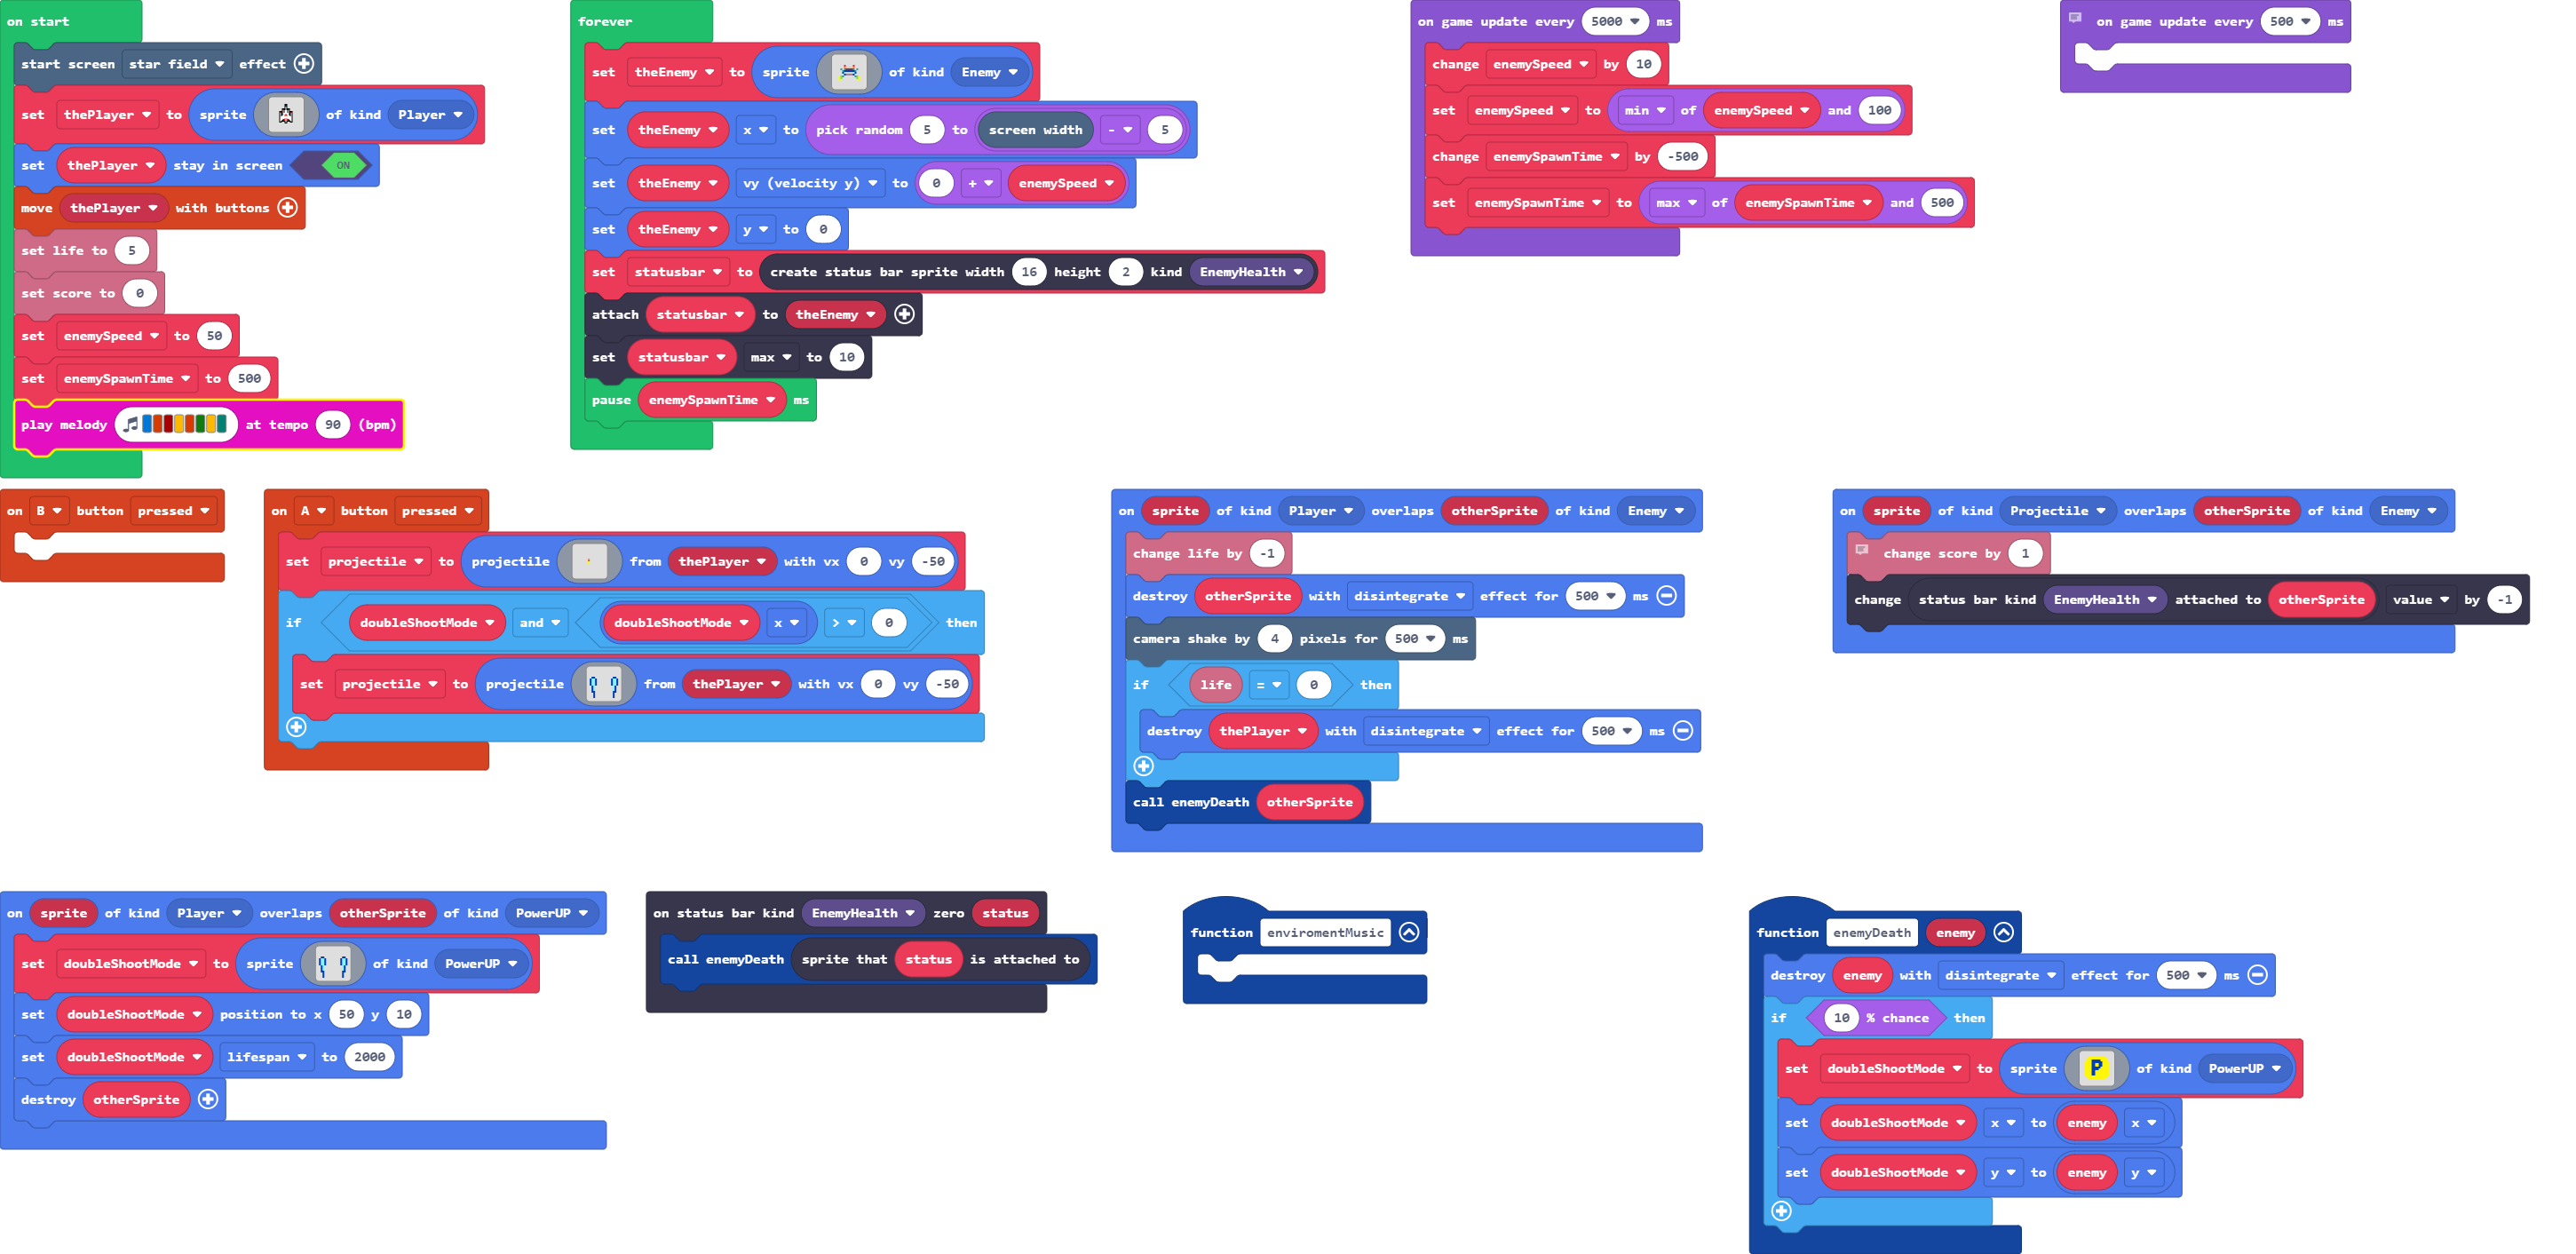 on start
start screen star field effect
set thePlayer to sprite of kind Player
set thePlayer stay in screen ON
move thePlayer with buttons
set life to 5
set score to 0
set enemySpeed to 50
set enemySpawnTime to 500
play melody at tempo 90 (bpm)
forever
set theEnemy to sprite of kind Enemy
set theEnemy x to pick random 5 to screen width - 5
set theEnemy vy (velocity y) to 0 + enemySpeed
set theEnemy y to 0
set statusbar to create status bar sprite width 16 height 2 kind EnemyHealth
attach statusbar to theEnemy
set statusbar max to 10
pause enemySpawnTime ms
on game update every 5000 ms
change enemySpeed by 10
set enemySpeed to min of enemySpeed and 100
change enemySpawnTime by -500
set enemySpawnTime to max of enemySpawnTime and 500
on game update every 500 ms
on B button pressed
on A button pressed
set projectile to projectile from thePlayer with vx 0 vy -50
if doubleShootMode and doubleShootMode x > 0 then
set projectile to projectile from thePlayer with vx 0 vy -50
on sprite of kind Player overlaps otherSprite of kind Enemy
change life by -1
destroy otherSprite with disintegrate effect for 500 ms
camera shake by 4 pixels for 500 ms
if life = 0 then
destroy thePlayer with disintegrate effect for 500 ms
call enemyDeath otherSprite
on sprite of kind Projectile overlaps otherSprite of kind Enemy
change score by 1
change status bar kind EnemyHealth attached to otherSprite value by -1
on sprite of kind Player overlaps otherSprite of kind PowerUP
set doubleShootMode to sprite of kind PowerUP
set doubleShootMode position to x 50 y 10
set doubleShootMode lifespan to 2000
destroy otherSprite
on status bar kind EnemyHealth zero status
call enemyDeath sprite that status is attached to
function enviromentMusic
function enemyDeath enemy
destroy enemy with disintegrate effect for 500 ms
if 10 % chance then
set doubleShootMode to sprite P of kind PowerUP
set doubleShootMode x to enemy x
set doubleShootMode y to enemy y